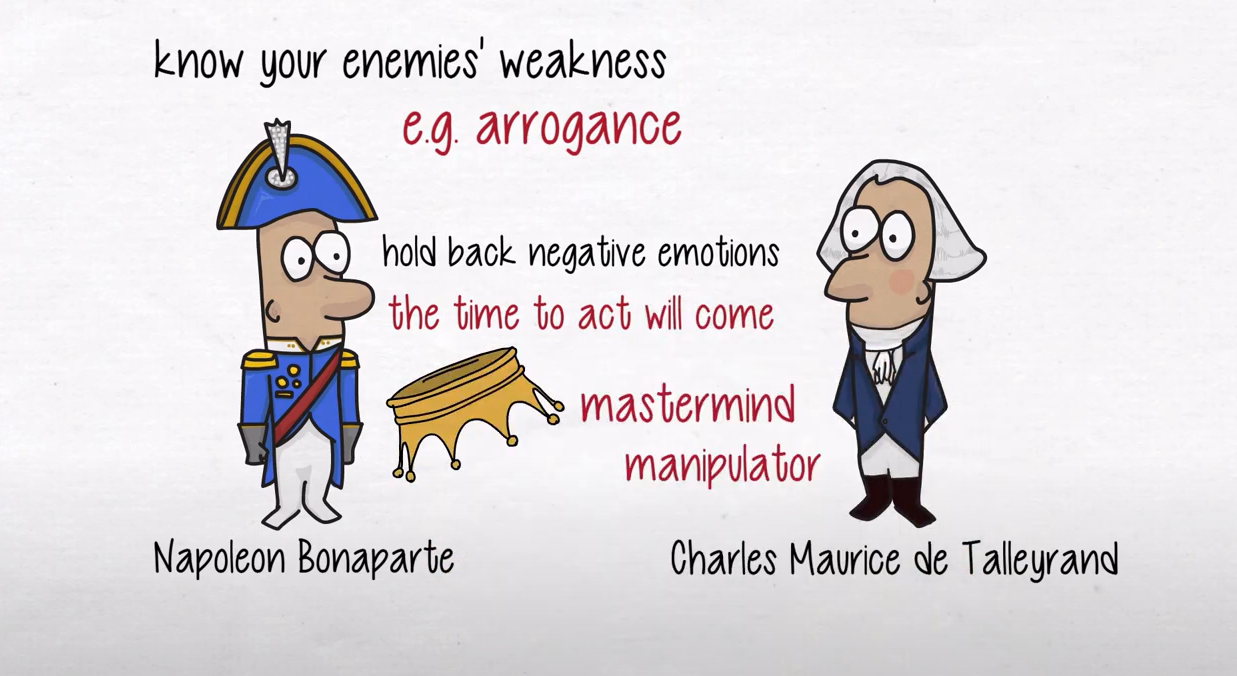 know your enemies' weakness
e.g. arrogance
hold back negative emotions
the time to act will come
mastermind
manipulator
Napoleon Bonaparte
Charles Maurice de Talleyrand